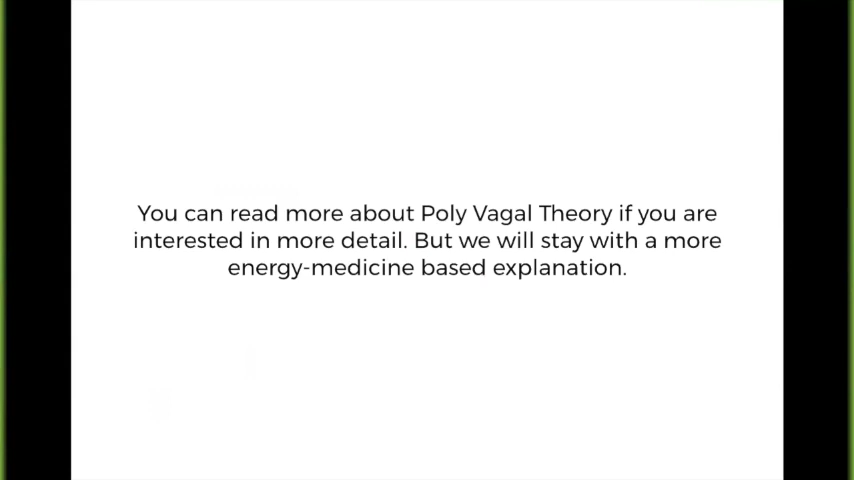 You can read more about Poly Vagal Theory if you are
interested in more detail. But we will stay with a more
energy-medicine based explanation.